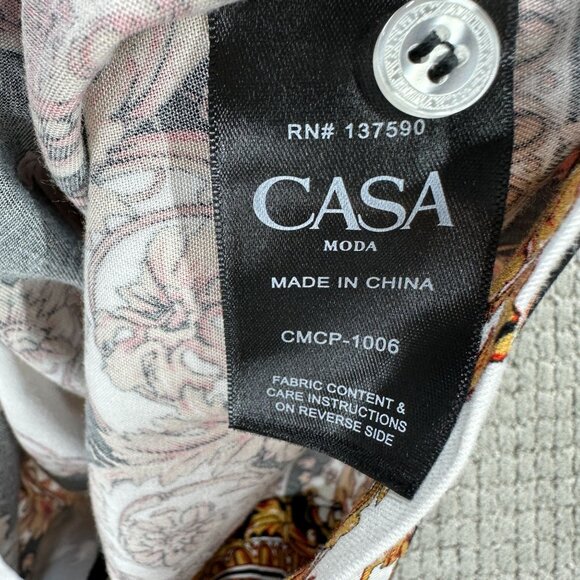 RN# 137590
CASA
MODA
MADE IN CHINA
CMCP-1006
FABRIC CONTENT &
CARE INSTRUCTIONS
ON REVERSE SIDE